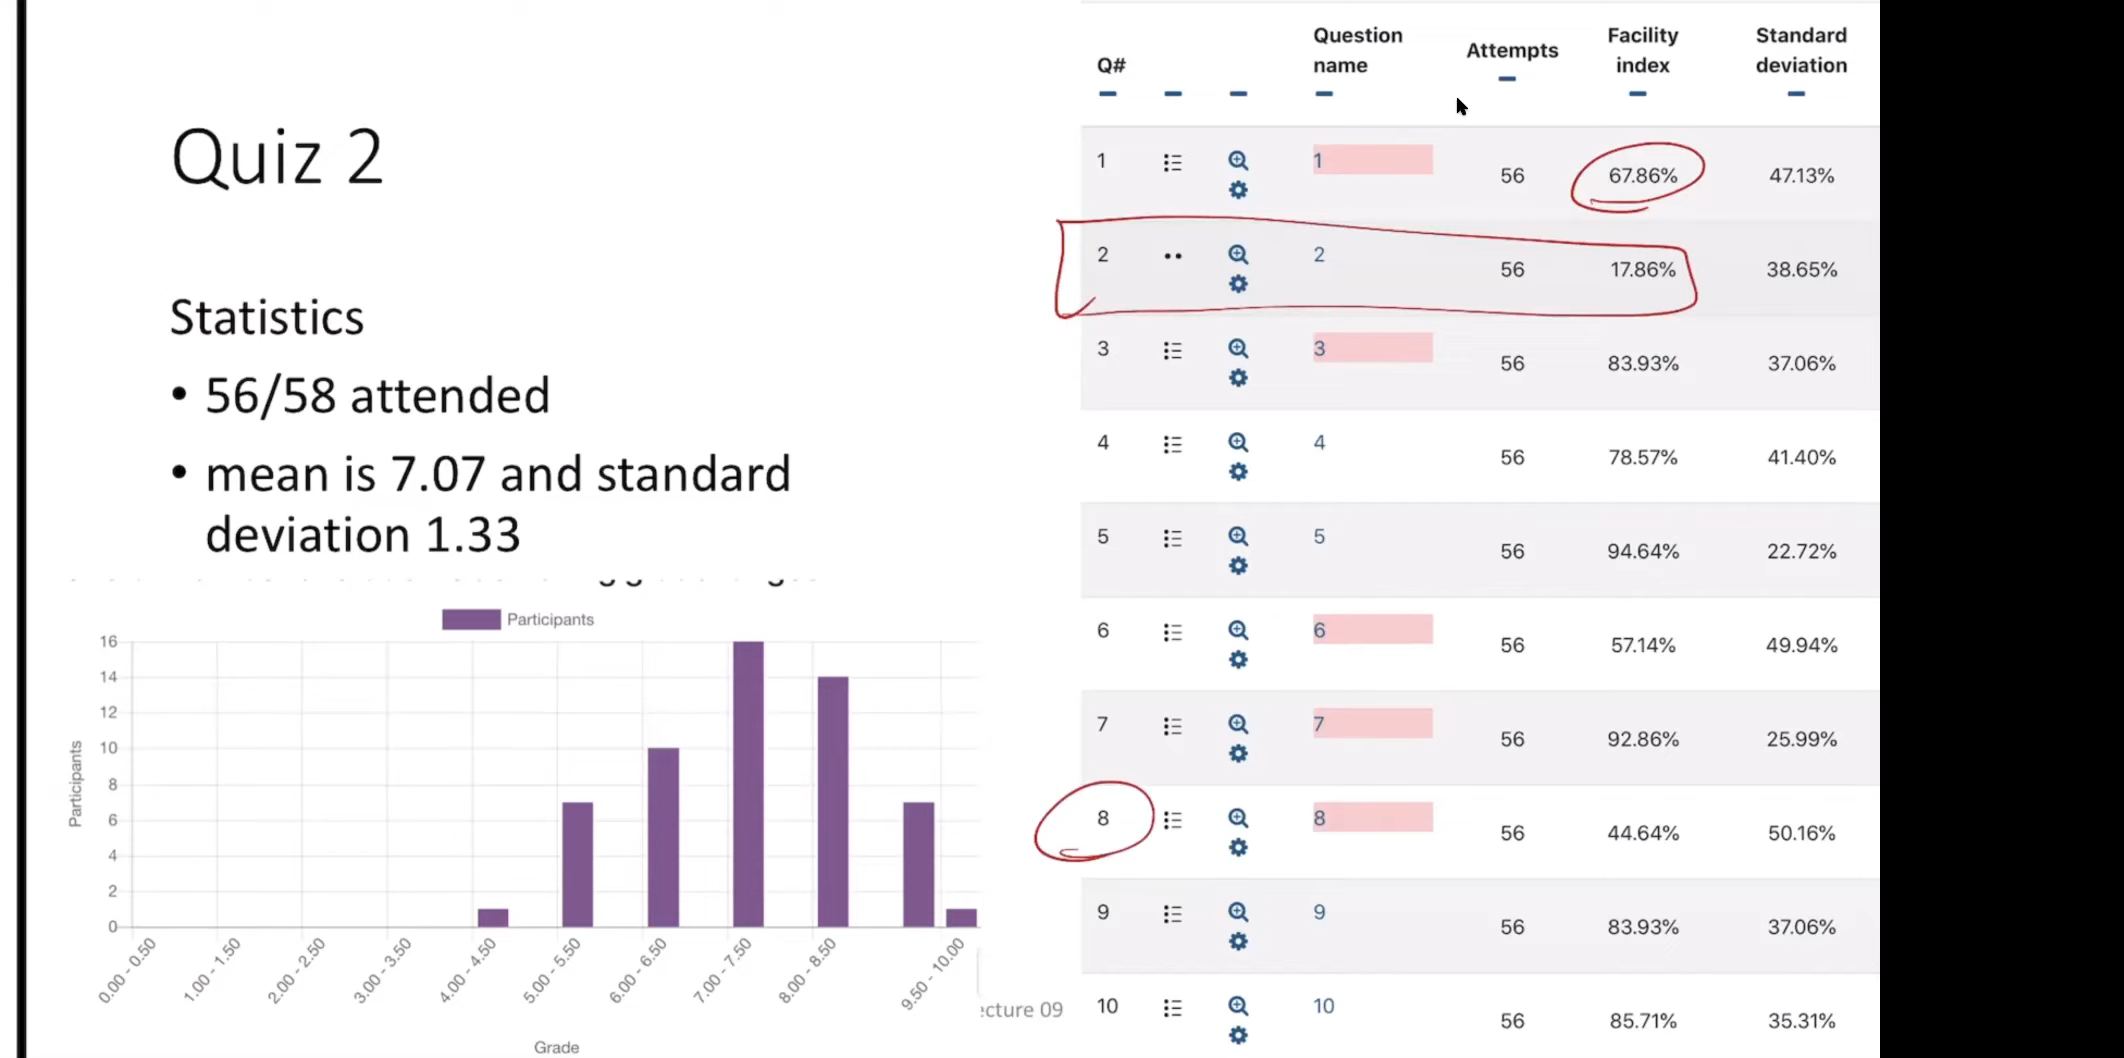 Quiz 2
Statistics
• 56/58 attended
• mean is 7.07 and standard
deviation 1.33
Participants
16
14
12
10
8
6
4
2
0
Participants
0.00 - 0.50
1.00 - 1.50
2.00 - 2.50
3.00 - 3.50
4.00 - 4.50
5.00 - 5.50
6.00 - 6.50
7.00 - 7.50
8.00 - 8.50
9.50 - 10.00
Grade
ecture 09
Q# Question name Attempts Facility index Standard deviation
1 1 56 67.86% 47.13%
2 2 56 17.86% 38.65%
3 3 56 83.93% 37.06%
4 4 56 78.57% 41.40%
5 5 56 94.64% 22.72%
6 6 56 57.14% 49.94%
7 7 56 92.86% 25.99%
8 8 56 44.64% 50.16%
9 9 56 83.93% 37.06%
10 10 56 85.71% 35.31%